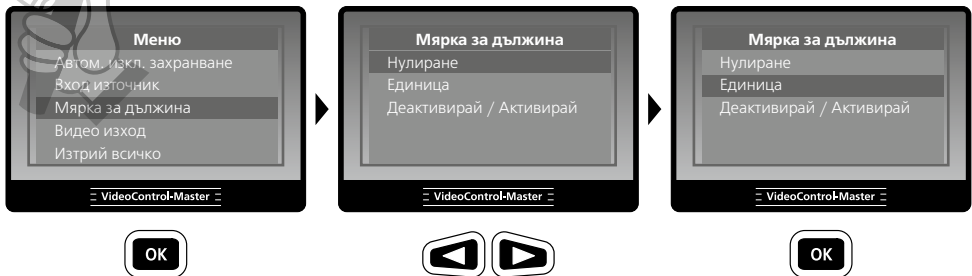 Меню
Автом. изкл. захранване
Вход източник
Мярка за дължина
Видео изход
Изтрий всичко
VideoControl-Master
OK
Мярка за дължина
Нулиране
Единица
Деактивирай / Активирай
VideoControl-Master
Мярка за дължина
Нулиране
Единица
Деактивирай / Активирай
VideoControl-Master
OK